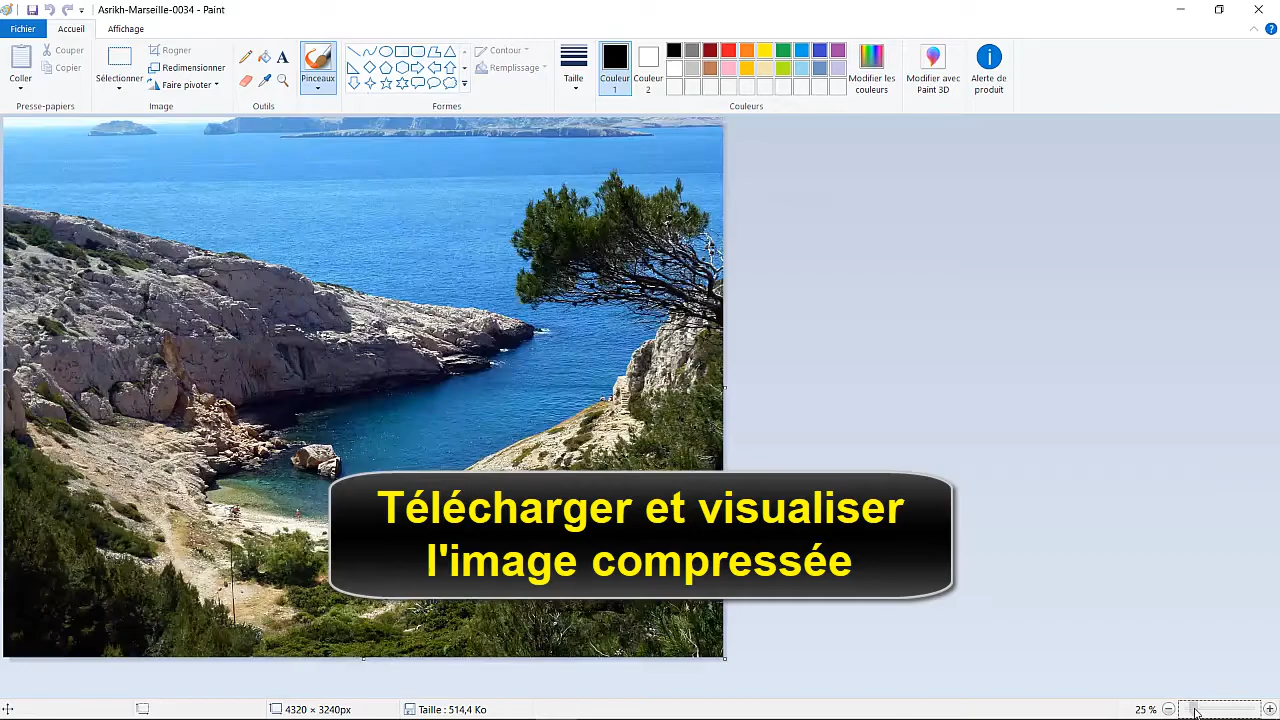 Asrikh-Marseille-0034 - Paint
Fichier Accueil Affichage
Coller
Couper
Copier
Presse-papiers
Sélectionner
Rogner
Redimensionner
Faire pivoter
Image
Outils
Pinceaux
Contour
Remplissage
Formes
Taille
Couleur 1
Couleur 2
Modifier les couleurs
Couleurs
Modifier avec Paint 3D
Alerte de produit
Télécharger et visualiser
l'image compressée
4320 × 3240px
Taille : 514,4 Ko
25 %